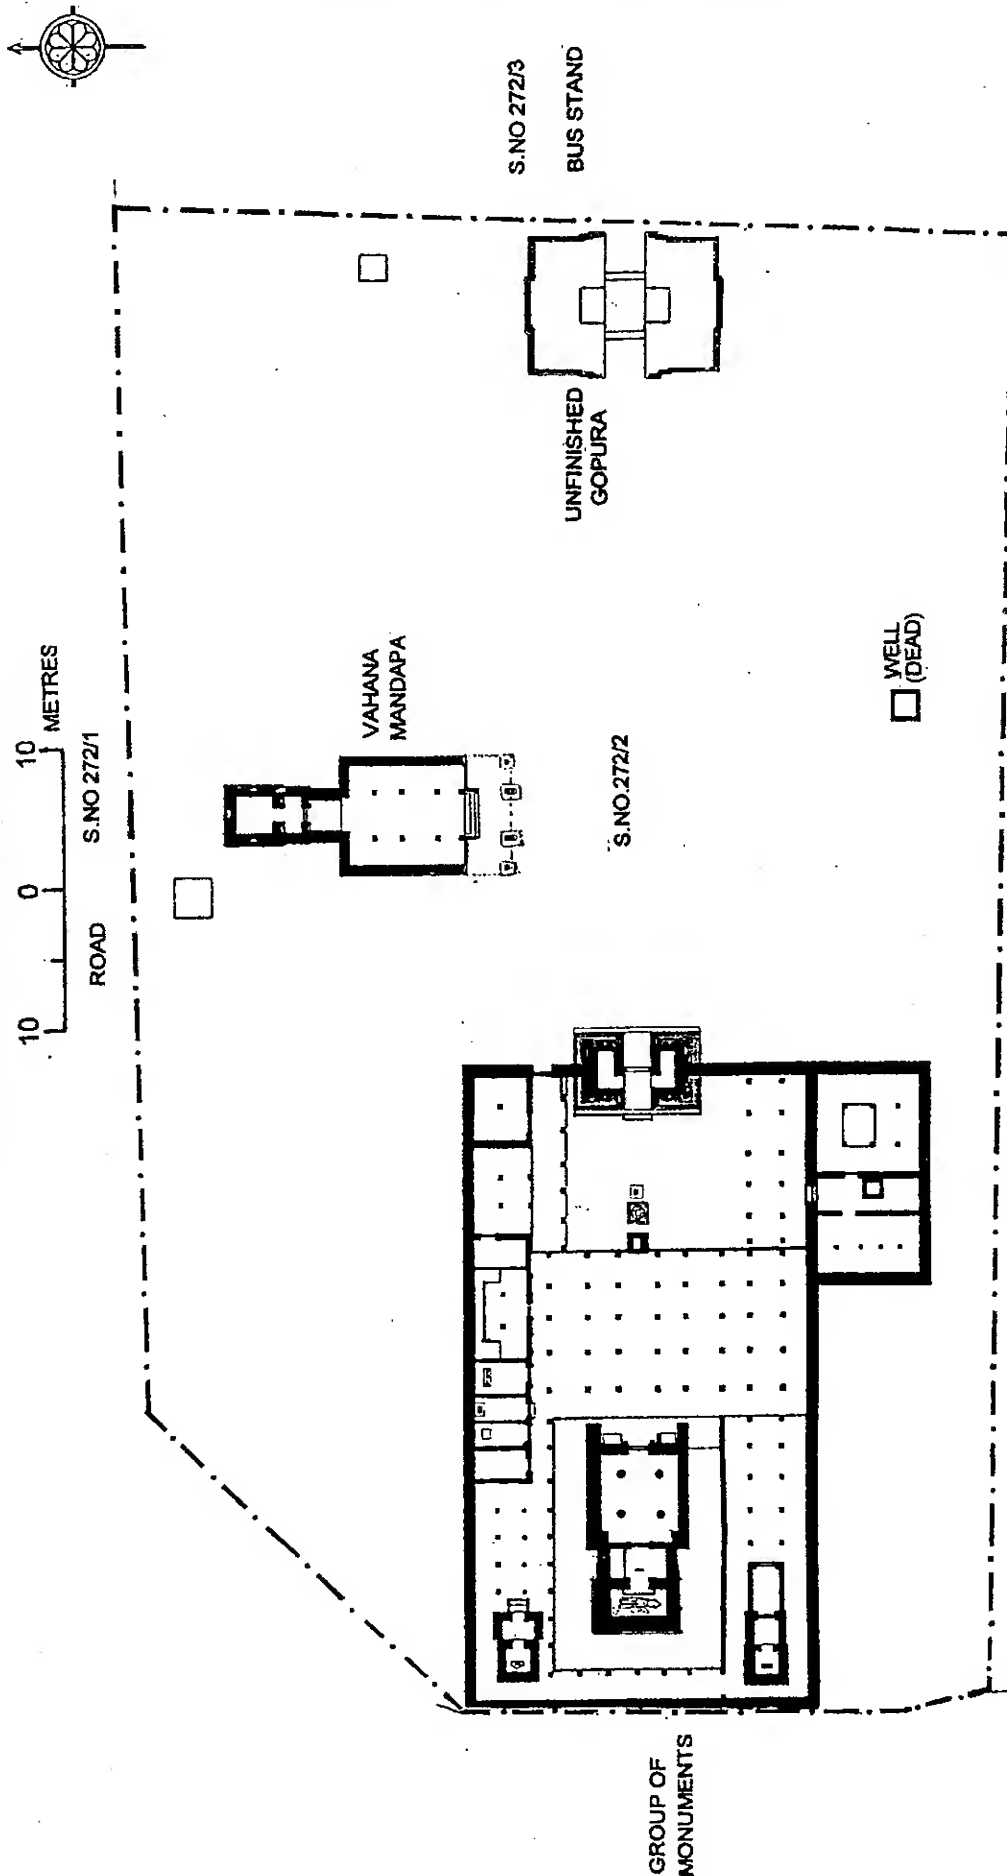 10 0 10 METRES
ROAD S.NO 272/1
S.NO 272/3
BUS STAND
VAHANA
MANDAPA
UNFINISHED
GOPURA
S.NO.272/2
WELL
(DEAD)
GROUP OF
MONUMENTS